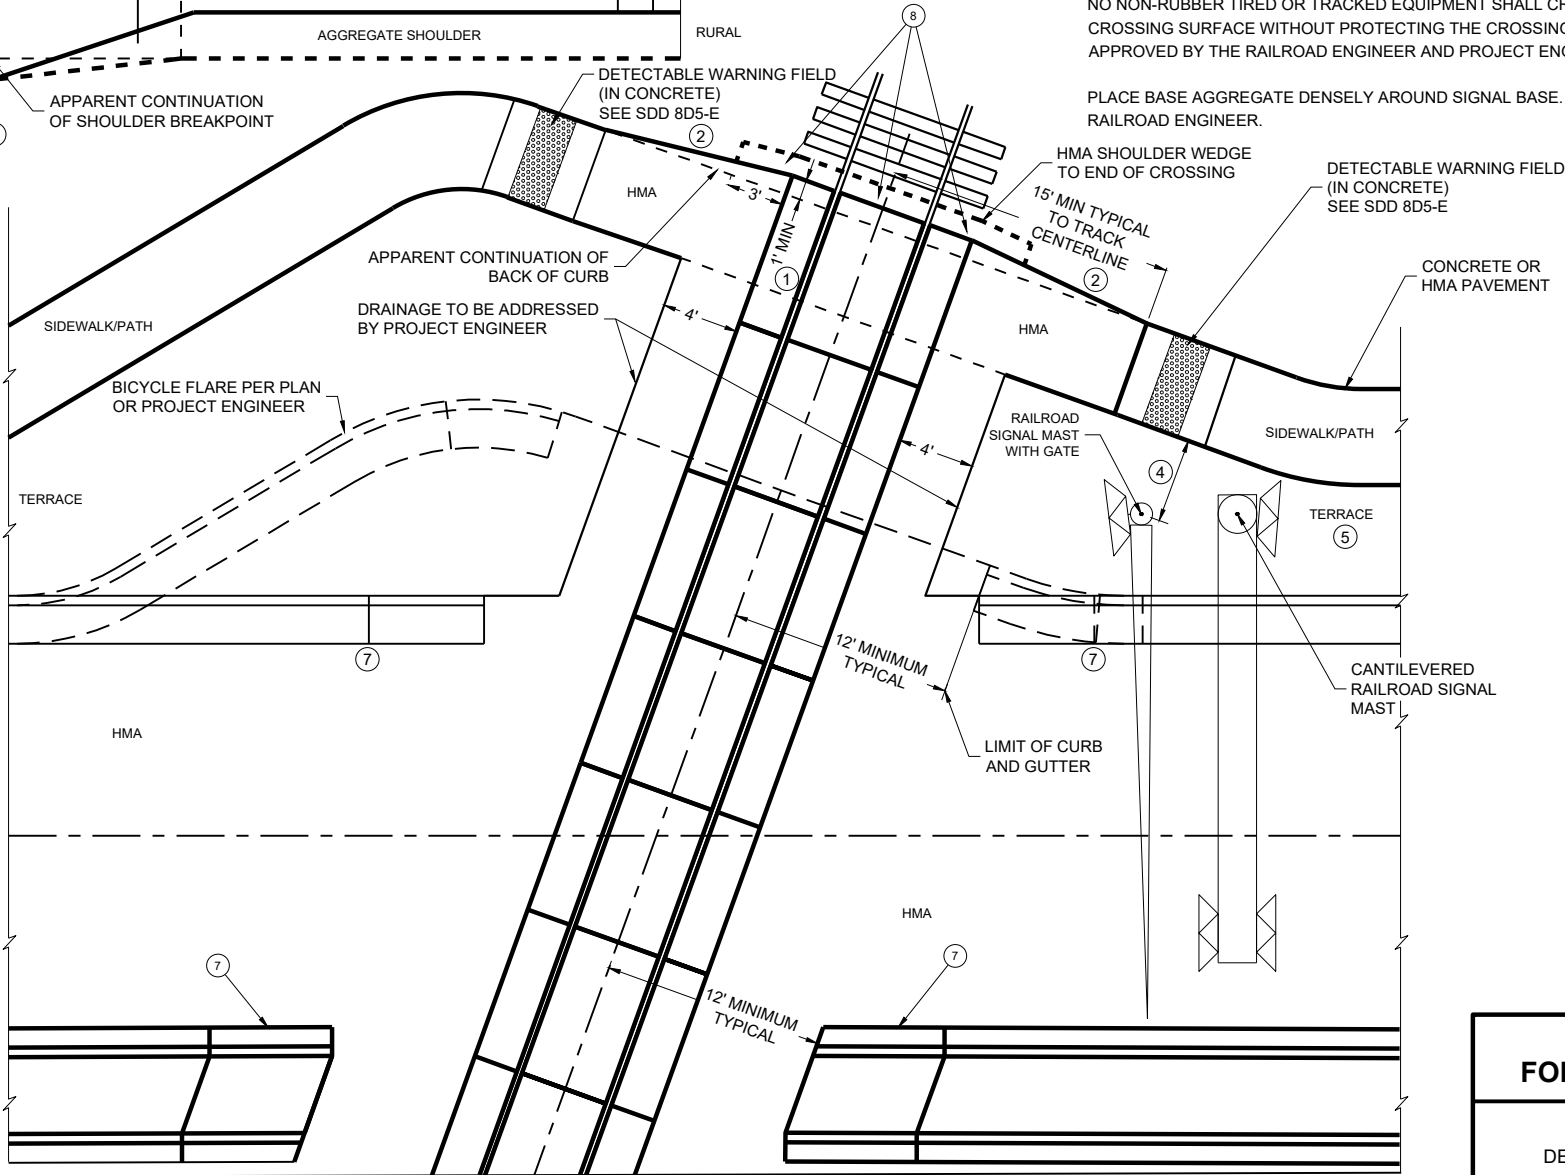 NO NON-RUBBER TIRED OR TRACKED EQUIPMENT SHALL
CROSSING SURFACE WITHOUT PROTECTING THE CROSSING
APPROVED BY THE RAILROAD ENGINEER AND PROJECT
PLACE BASE AGGREGATE DENSELY AROUND SIGNAL BASE.
RAILROAD ENGINEER.
AGGREGATE SHOULDER
RURAL
8
APPARENT CONTINUATION
OF SHOULDER BREAKPOINT
DETECTABLE WARNING FIELD
(IN CONCRETE)
SEE SDD 8D5-E
2
HMA SHOULDER WEDGE
TO END OF CROSSING
DETECTABLE WARNING FIELD
(IN CONCRETE)
SEE SDD 8D5-E
HMA
3'
1' MIN
1
15' MIN TYPICAL
TO TRACK
CENTERLINE
2
APPARENT CONTINUATION OF
BACK OF CURB
DRAINAGE TO BE ADDRESSED
BY PROJECT ENGINEER
CONCRETE OR
HMA PAVEMENT
SIDEWALK/PATH
4'
HMA
BICYCLE FLARE PER PLAN
OR PROJECT ENGINEER
RAILROAD
SIGNAL MAST
WITH GATE
SIDEWALK/PATH
4'
4
TERRACE
TERRACE
5
7
12' MINIMUM
TYPICAL
7
CANTILEVERED
RAILROAD SIGNAL
MAST
HMA
LIMIT OF CURB
AND GUTTER
HMA
7
7
12' MINIMUM
TYPICAL